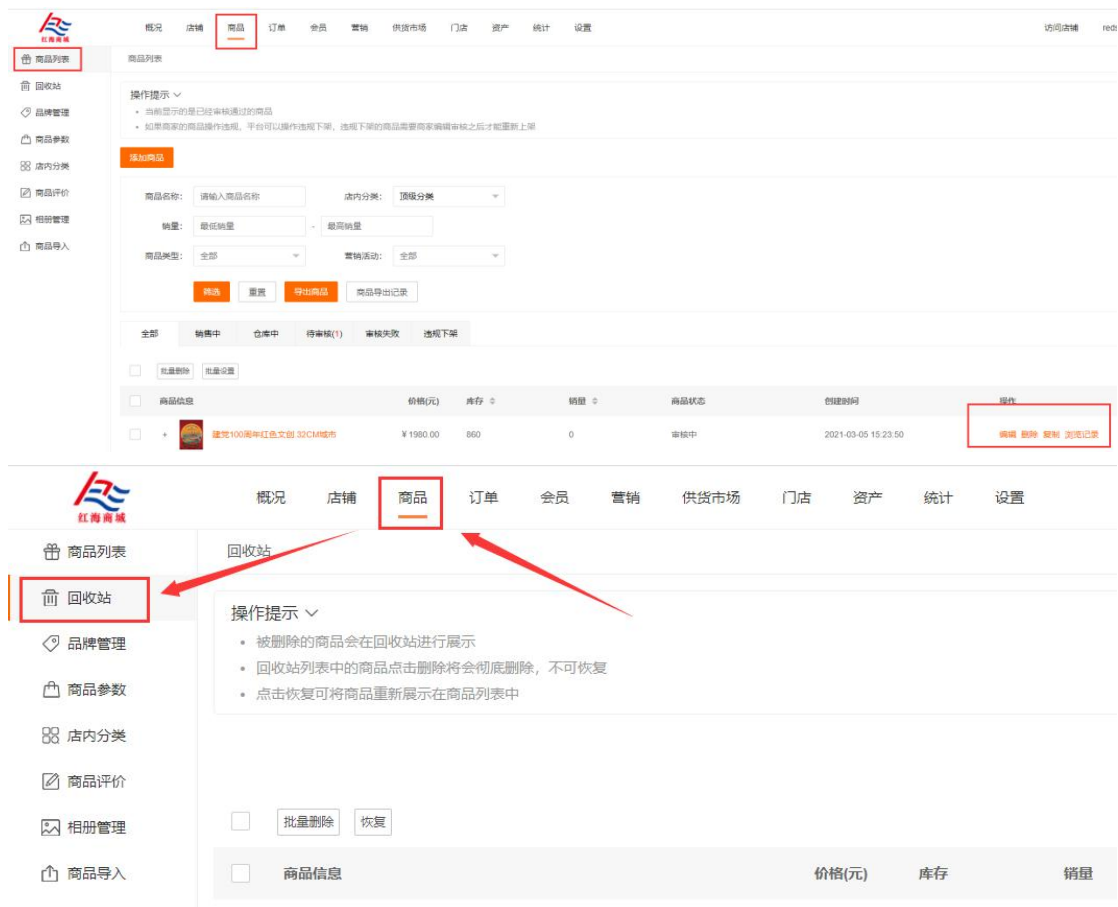 概况 店铺 商品 订单 会员 营销 供货市场 门店 资产 统计 设置 访问店铺 reds
红海商城
商品列表 商品列表
回收站
操作提示
品牌管理 • 当前显示的是已经审核通过的商品
• 如果商家的商品操作违规，平台可以操作违规下架，违规下架的商品需要商家编辑审核之后才能重新上架
商品参数
添加商品
店内分类
商品评价 商品名称: 请输入商品名称 店内分类: 顶级分类
相册管理 销量: 最低销量 - 最高销量
商品导入 商品类型: 全部 营销活动: 全部
筛选 重置 导出商品 商品导出记录
全部 销售中 仓库中 待审核(1) 审核失败 违规下架
批量删除 批量设置
商品信息 价格(元) 库存 销量 商品状态 创建时间 操作
+ 建党100周年红色文创 32CM城市 ¥ 1980.00 860 0 审核中 2021-03-05 15:23:50 编辑 删除 复制 浏览记录
概况 店铺 商品 订单 会员 营销 供货市场 门店 资产 统计 设置
红海商城
商品列表 回收站
回收站
操作提示
品牌管理 • 被删除的商品会在回收站进行展示
• 回收站列表中的商品点击删除将会彻底删除，不可恢复
商品参数 • 点击恢复可将商品重新展示在商品列表中
店内分类
商品评价
相册管理 批量删除 恢复
商品导入 商品信息 价格(元) 库存 销量